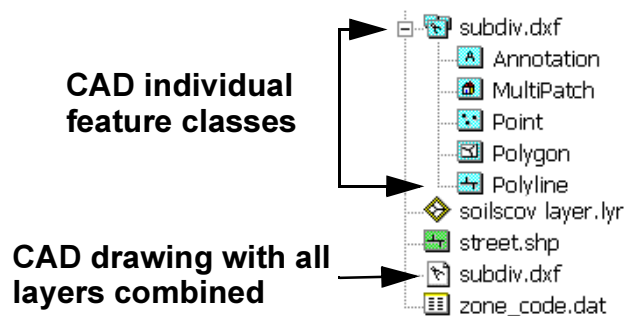 subdiv.dxf
Annotation
CAD individual
feature classes
MultiPatch
Point
Polygon
Polyline
soilscov layer.lyr
street.shp
CAD drawing with all
layers combined
subdiv.dxf
zone_code.dat